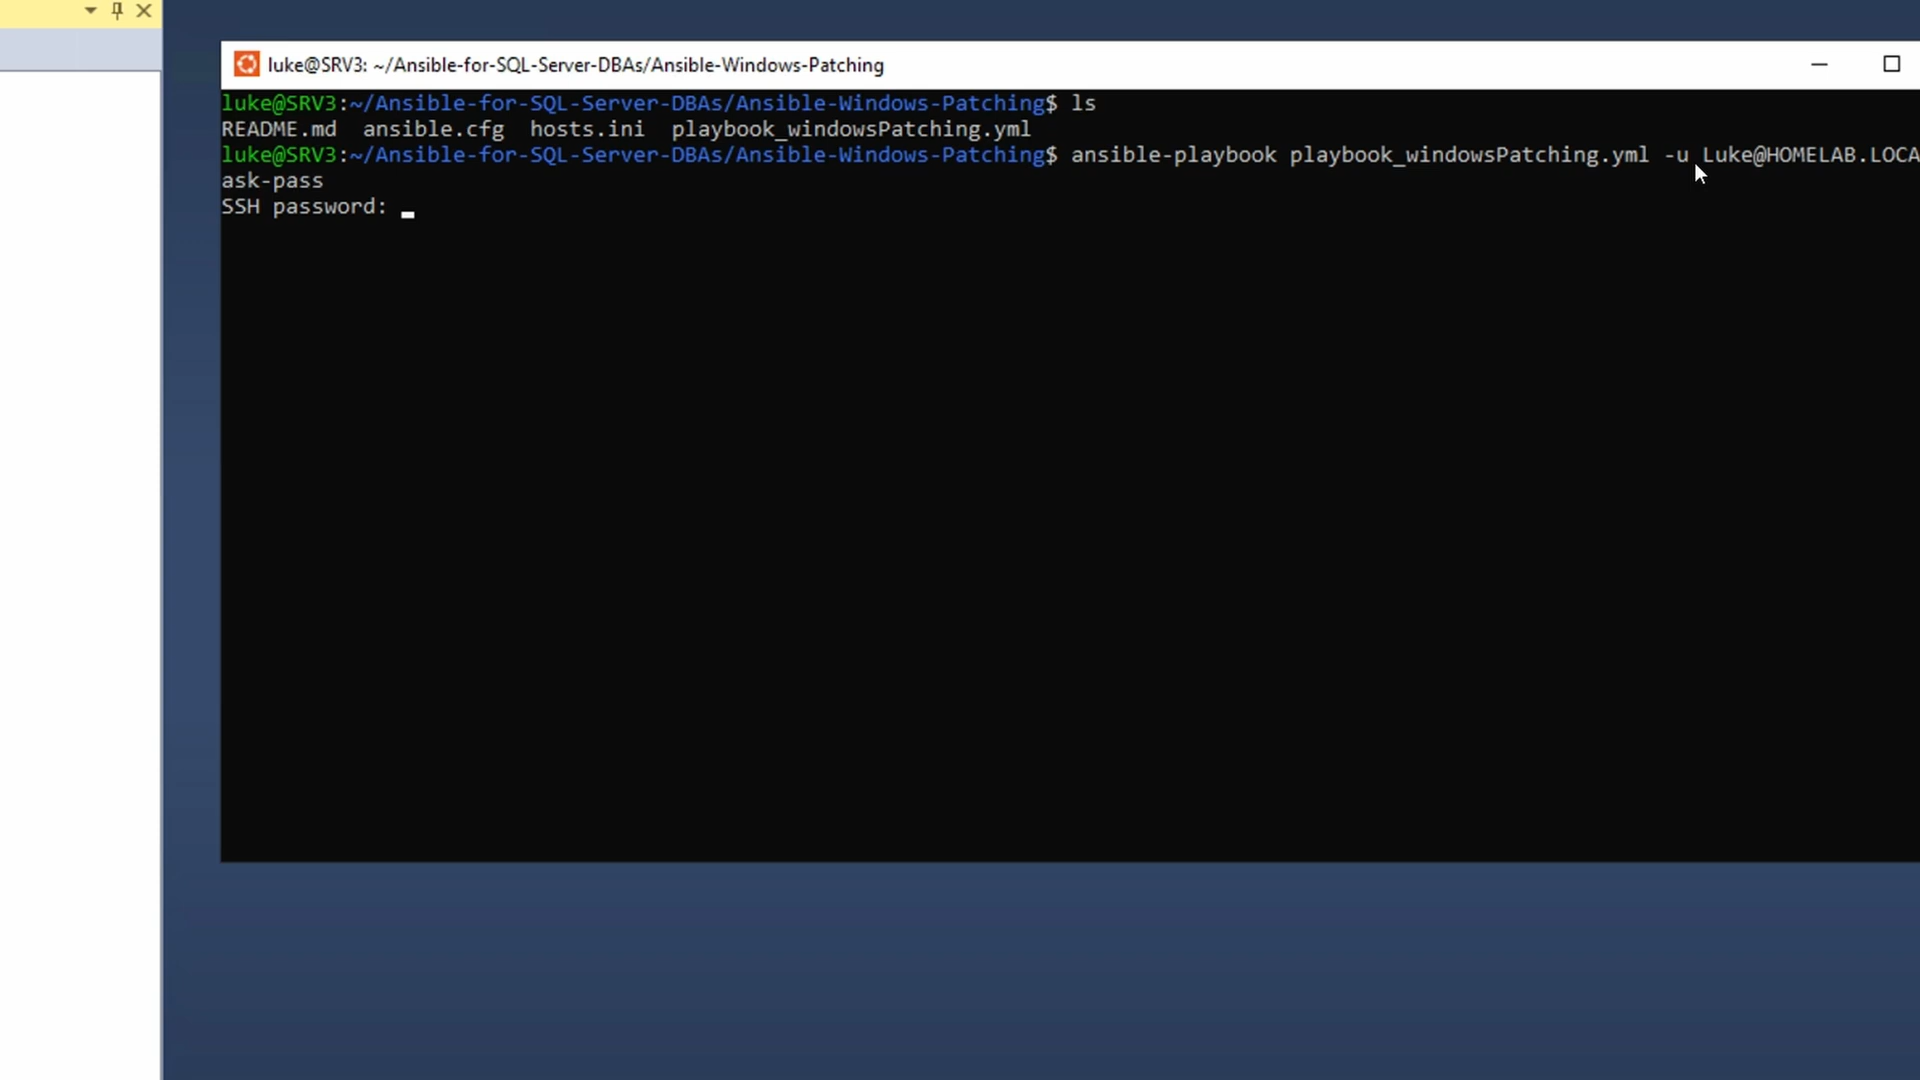 luke@SRV3: ~/Ansible-for-SQL-Server-DBAs/Ansible-Windows-Patching
luke@SRV3:~/Ansible-for-SQL-Server-DBAs/Ansible-Windows-Patching$ ls
README.md  ansible.cfg  hosts.ini  playbook_windowsPatching.yml
luke@SRV3:~/Ansible-for-SQL-Server-DBAs/Ansible-Windows-Patching$ ansible-playbook playbook_windowsPatching.yml -u Luke@HOMELAB.LOCA
ask-pass
SSH password: